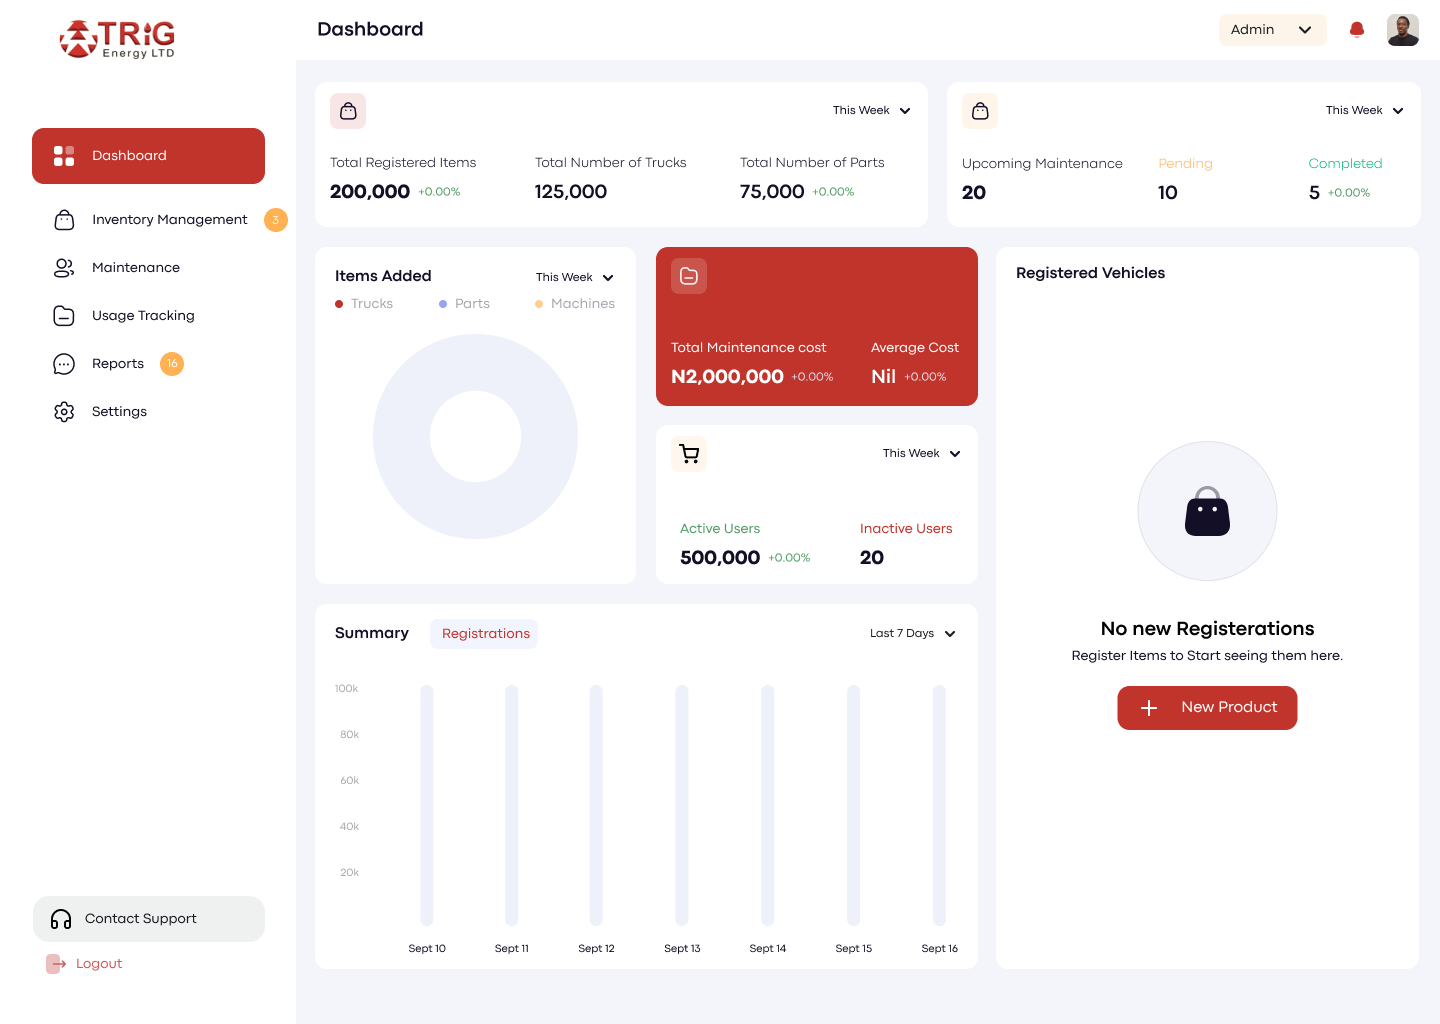 TRiG
Energy LTD
Dashboard
Admin
Dashboard
Inventory Management 3
Maintenance
Usage Tracking
Reports 16
Settings
Contact Support
Logout
This Week
Total Registered Items
200,000 +0.00%
Total Number of Trucks
125,000
Total Number of Parts
75,000 +0.00%
This Week
Upcoming Maintenance
20
Pending
10
Completed
5 +0.00%
Items Added
This Week
Trucks Parts Machines
Total Maintenance cost
N2,000,000 +0.00%
Average Cost
Nil +0.00%
This Week
Active Users
500,000 +0.00%
Inactive Users
20
Registered Vehicles
No new Registerations
Register Items to Start seeing them here.
New Product
Summary
Registrations
Last 7 Days
100k
80k
60k
40k
20k
Sept 10 Sept 11 Sept 12 Sept 13 Sept 14 Sept 15 Sept 16